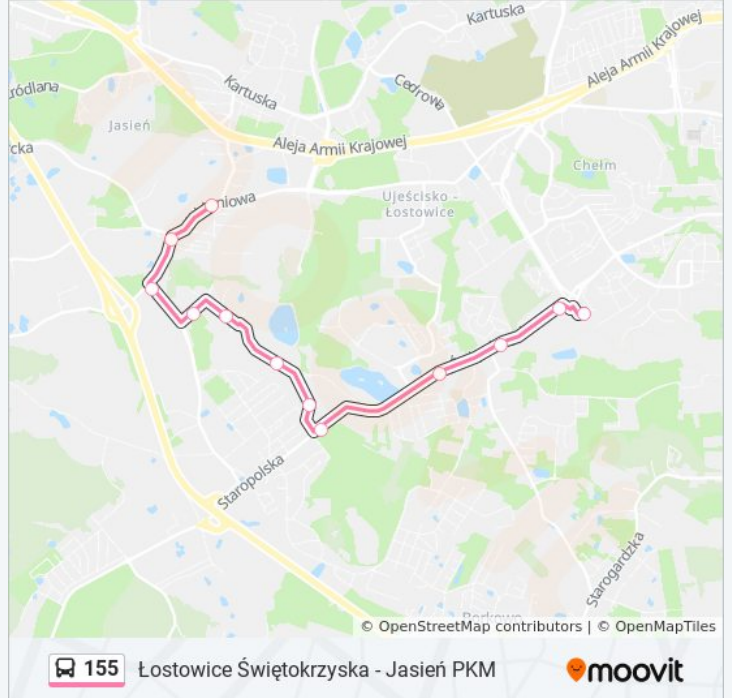 Kartuska
Aleja Armii Krajowej
Kartuska
Cedrowa
Jasień
Aleja Armii Krajowej
Chełm
Ujeścisko -
Łostowice
Staropolska
Starogardzka
© OpenStreetMap contributors | © OpenMapTiles
155 Łostowice Świętokrzyska - Jasień PKM
moovit